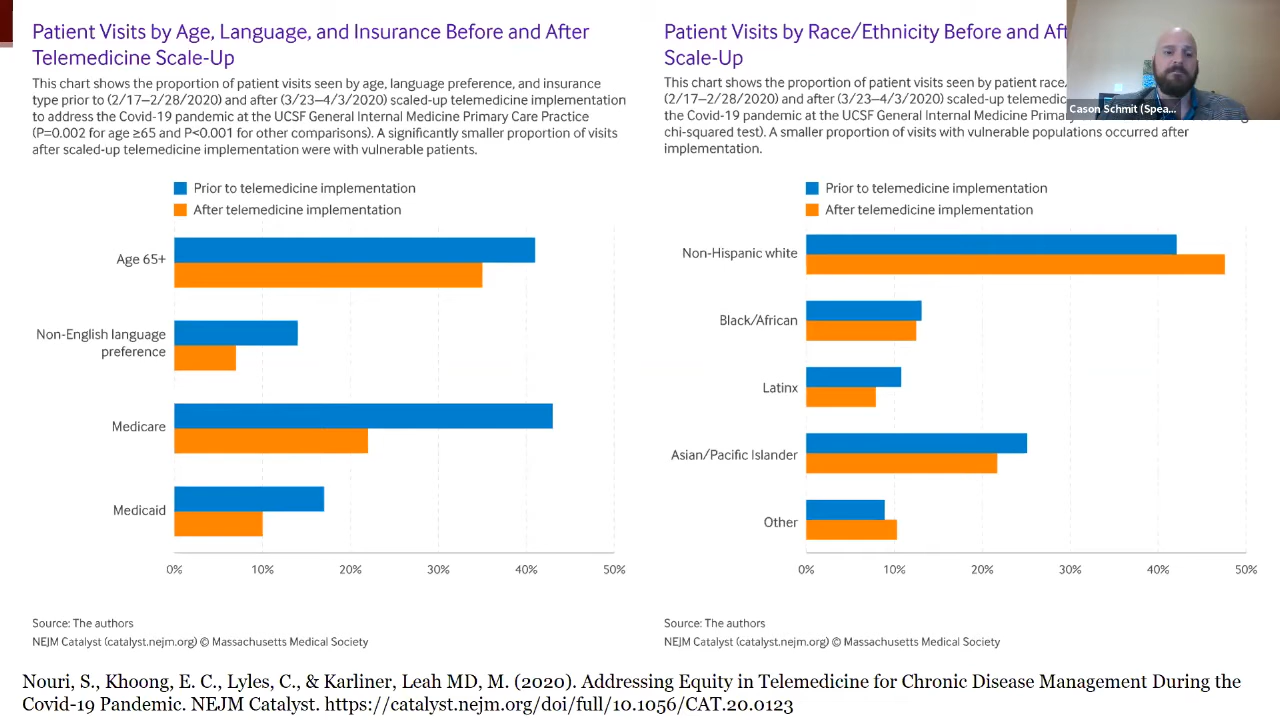 Patient Visits by Age, Language, and Insurance Before and After
Telemedicine Scale-Up
This chart shows the proportion of patient visits seen by age, language preference, and insurance
type prior to (2/17–2/28/2020) and after (3/23–4/3/2020) scaled-up telemedicine implementation
to address the Covid-19 pandemic at the UCSF General Internal Medicine Primary Care Practice
(P=0.002 for age ≥65 and P<0.001 for other comparisons). A significantly smaller proportion of visits
after scaled-up telemedicine implementation were with vulnerable patients.
Prior to telemedicine implementation
After telemedicine implementation
Age 65+
Non-English language
preference
Medicare
Medicaid
0% 10% 20% 30% 40% 50%
Source: The authors
NEJM Catalyst (catalyst.nejm.org) © Massachusetts Medical Society
Patient Visits by Race/Ethnicity Before and
Scale-Up
This chart shows the proportion of patient visits seen by patient race
(2/17–2/28/2020) and after (3/23–4/3/2020) scaled-up
the Covid-19 pandemic at the UCSF General Internal Medicine
chi-squared test). A smaller proportion of visits with vulnerable populations occurred after
implementation.
Prior to telemedicine implementation
After telemedicine implementation
Non-Hispanic white
Black/African
Latinx
Asian/Pacific Islander
Other
0% 10% 20% 30% 40% 50%
Source: The authors
NEJM Catalyst (catalyst.nejm.org) © Massachusetts Medical Society
Cason Schmit (Spea...
Nouri, S., Khoong, E. C., Lyles, C., & Karliner, Leah MD, M. (2020). Addressing Equity in Telemedicine for Chronic Disease Management During the
Covid-19 Pandemic. NEJM Catalyst. https://catalyst.nejm.org/doi/full/10.1056/CAT.20.0123